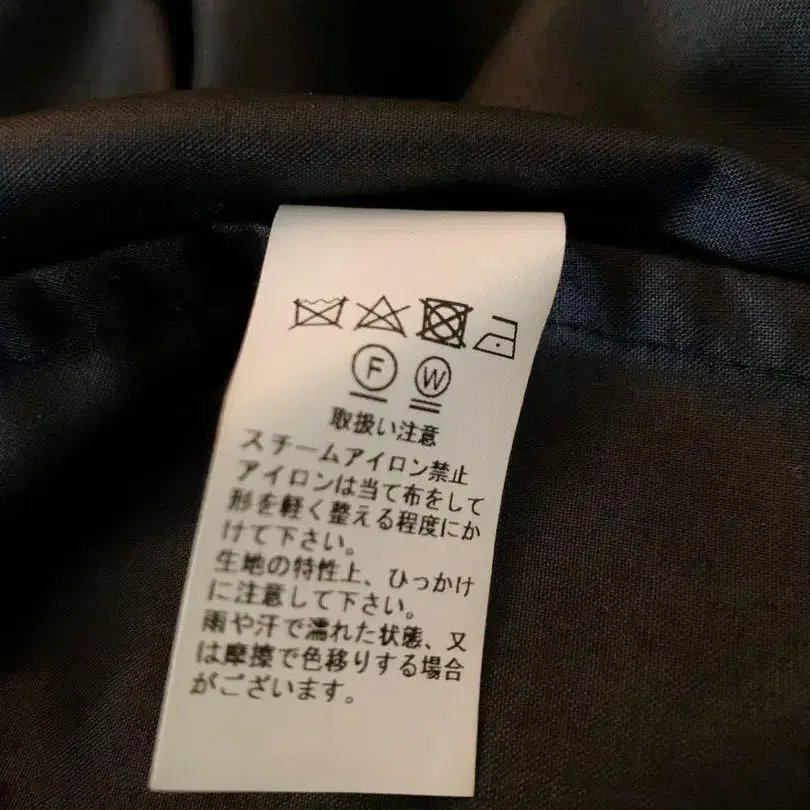 F W
取扱い注意
スチームアイロン禁止
アイロンは当て布をして
形を軽く整える程度にか
けて下さい。
生地の特性上、ひっかけ
に注意して下さい。
雨や汗で濡れた状態、又
は摩擦で色移りする場合
がございます。